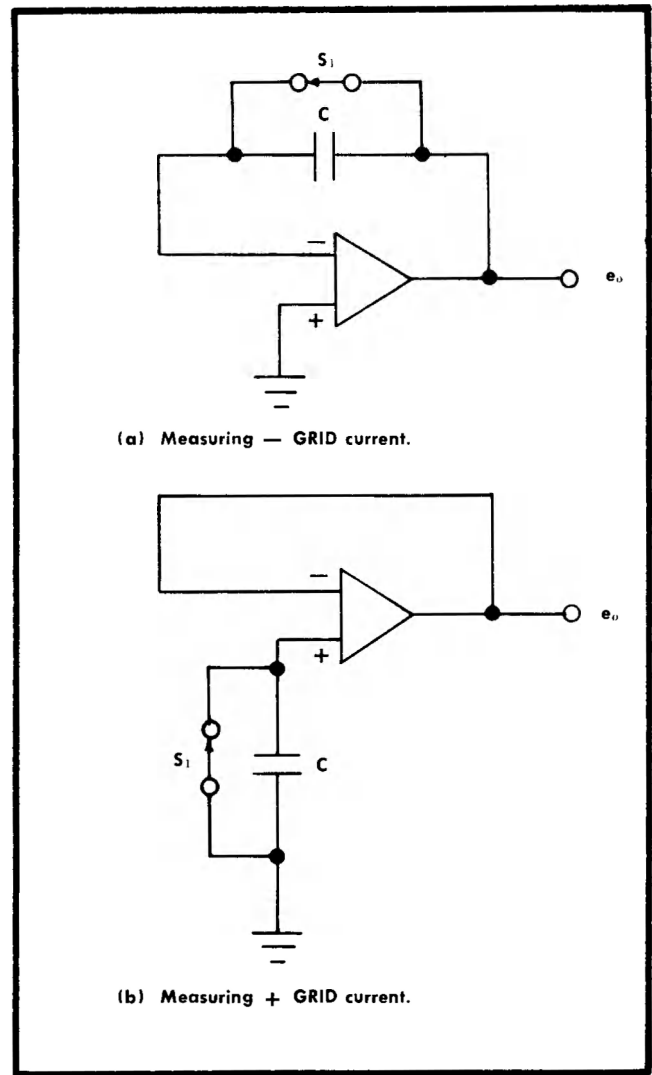 S₁
C
−
+
eₒ
(a) Measuring — GRID current.
−
+
eₒ
S₁
C
(b) Measuring + GRID current.